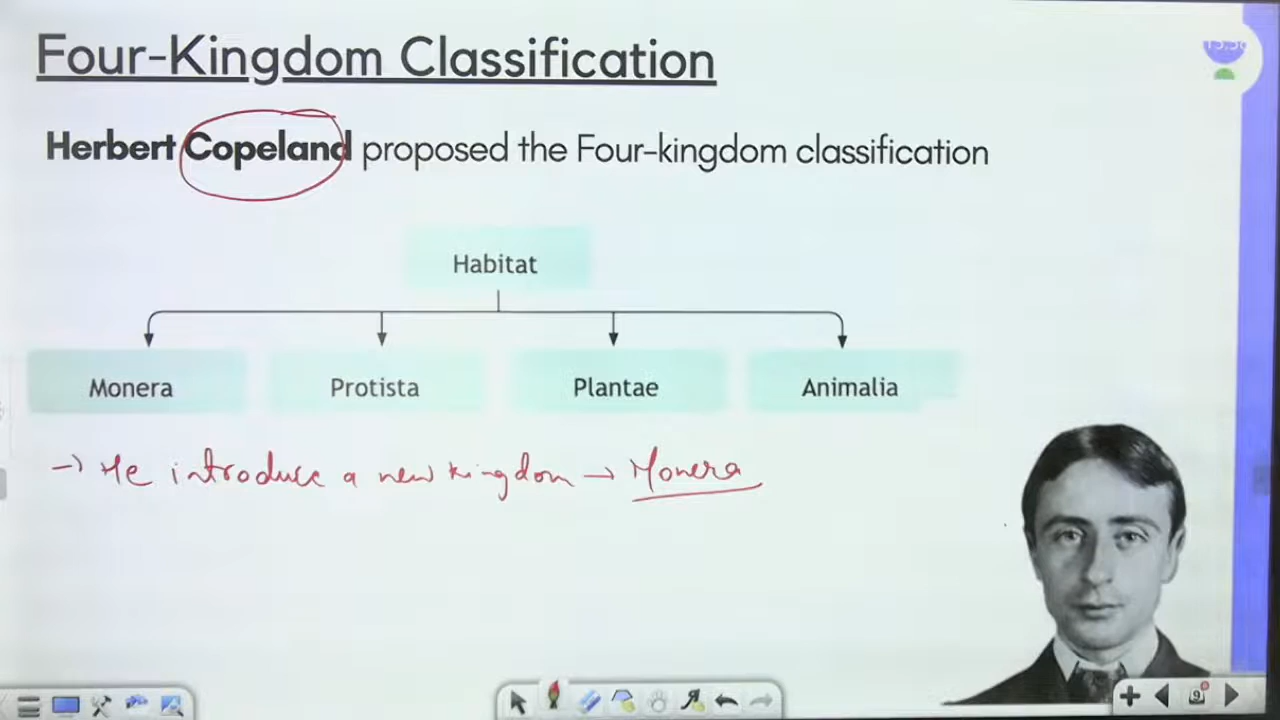 Four-Kingdom Classification
Herbert Copeland proposed the Four-kingdom classification
Habitat
Monera Protista Plantae Animalia
→ He introduce a new kingdom → Monera